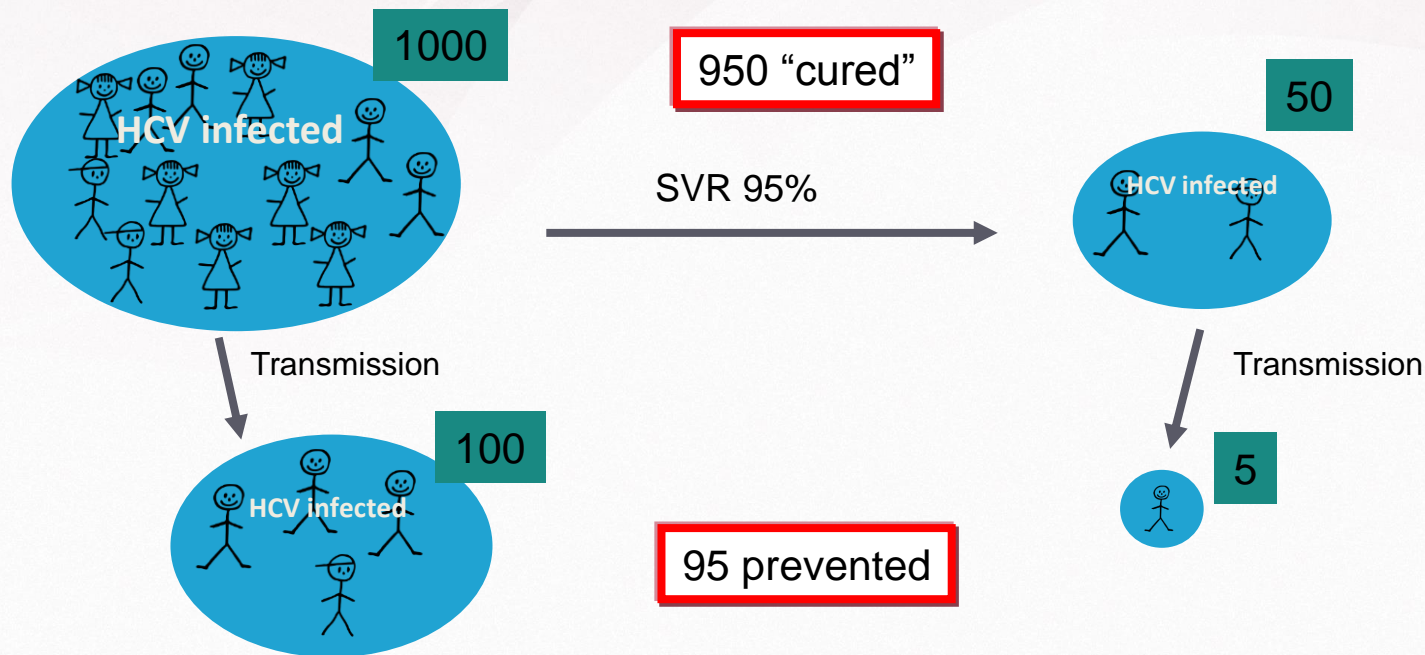 1000
HCV infected
950 “cured”
SVR 95%
50
HCV infected
Transmission
100
HCV infected
95 prevented
Transmission
5